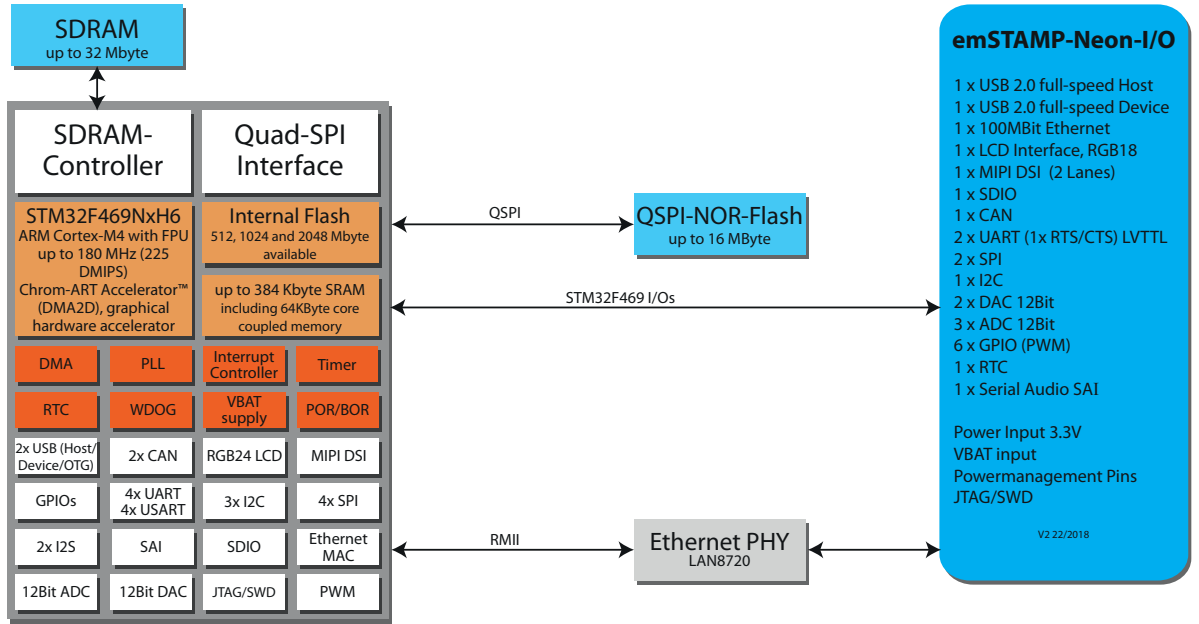 SDRAM
up to 32 Mbyte
SDRAM-
Controller
Quad-SPI
Interface
STM32F469NxH6
ARM Cortex-M4 with FPU
up to 180 MHz (225
DMIPS)
Chrom-ART Accelerator™
(DMA2D), graphical
hardware accelerator
Internal Flash
512, 1024 and 2048 Mbyte
available
up to 384 Kbyte SRAM
including 64KByte core
coupled memory
DMA
PLL
Interrupt
Controller
Timer
RTC
WDOG
VBAT
supply
POR/BOR
2x USB (Host/
Device/OTG)
2x CAN
RGB24 LCD
MIPI DSI
GPIOs
4x UART
4x USART
3x I2C
4x SPI
2x I2S
SAI
SDIO
Ethernet
MAC
12Bit ADC
12Bit DAC
JTAG/SWD
PWM
QSPI
QSPI-NOR-Flash
up to 16 MByte
STM32F469 I/Os
RMII
Ethernet PHY
LAN8720
emSTAMP-Neon-I/O
1 x USB 2.0 full-speed Host
1 x USB 2.0 full-speed Device
1 x 100MBit Ethernet
1 x LCD Interface, RGB18
1 x MIPI DSI (2 Lanes)
1 x SDIO
1 x CAN
2 x UART (1x RTS/CTS) LVTTL
2 x SPI
1 x I2C
2 x DAC 12Bit
3 x ADC 12Bit
6 x GPIO (PWM)
1 x RTC
1 x Serial Audio SAI
Power Input 3.3V
VBAT input
Powermanagement Pins
JTAG/SWD
V2 22/2018